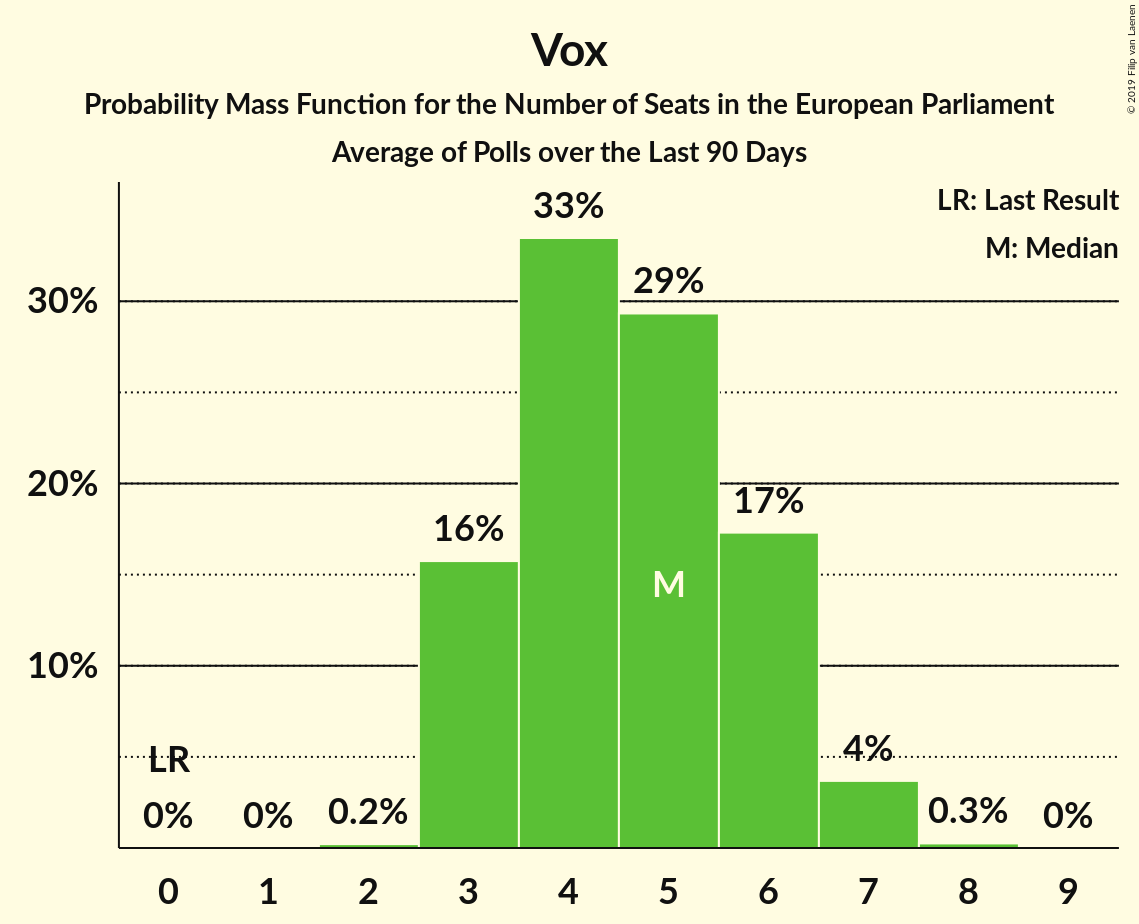 Vox
Probability Mass Function for the Number of Seats in the European Parliament
Average of Polls over the Last 90 Days
© 2019 Filip van Laenen
LR: Last Result
M: Median
33%
29%
30%
20%
17%
16%
M
10%
LR
4%
0%
0%
0.2%
0.3%
0%
0
1
2
3
4
5
6
7
8
9